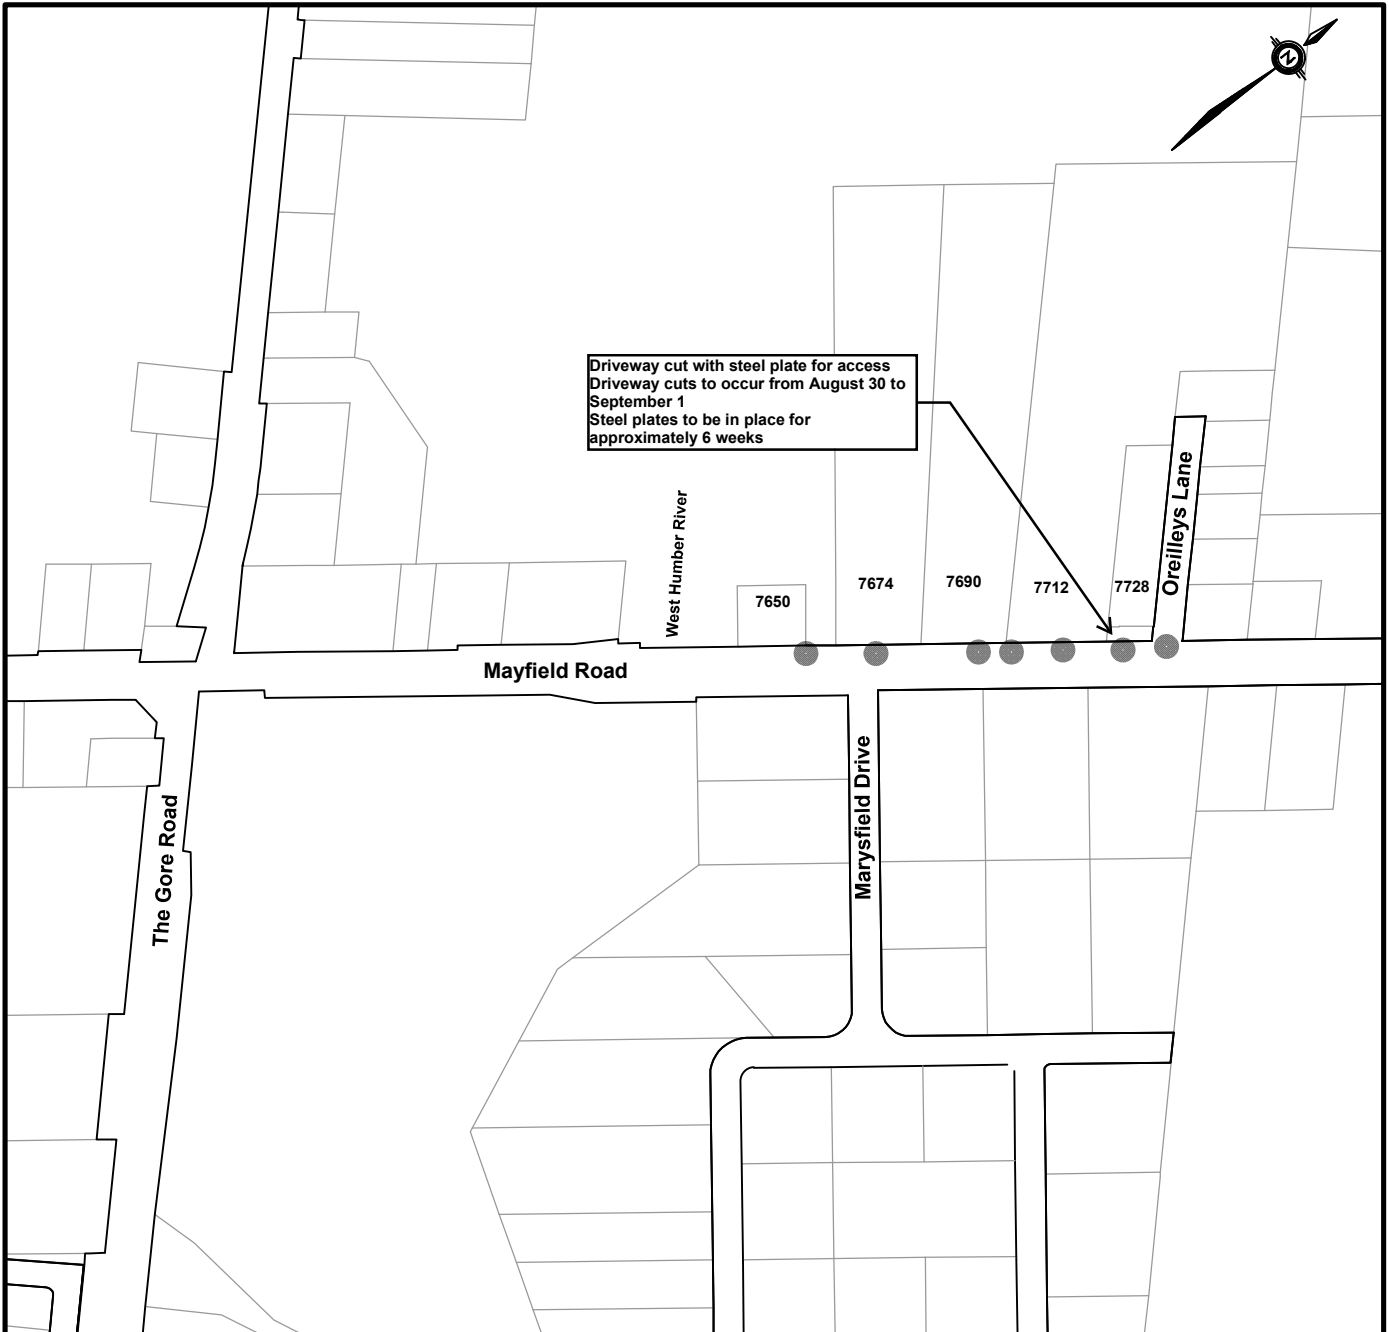 N
Driveway cut with steel plate for access
Driveway cuts to occur from August 30 to
September 1
Steel plates to be in place for
approximately 6 weeks
West Humber River
Oreilleys Lane
7650
7674
7690
7712
7728
Mayfield Road
Marysfield Drive
The Gore Road